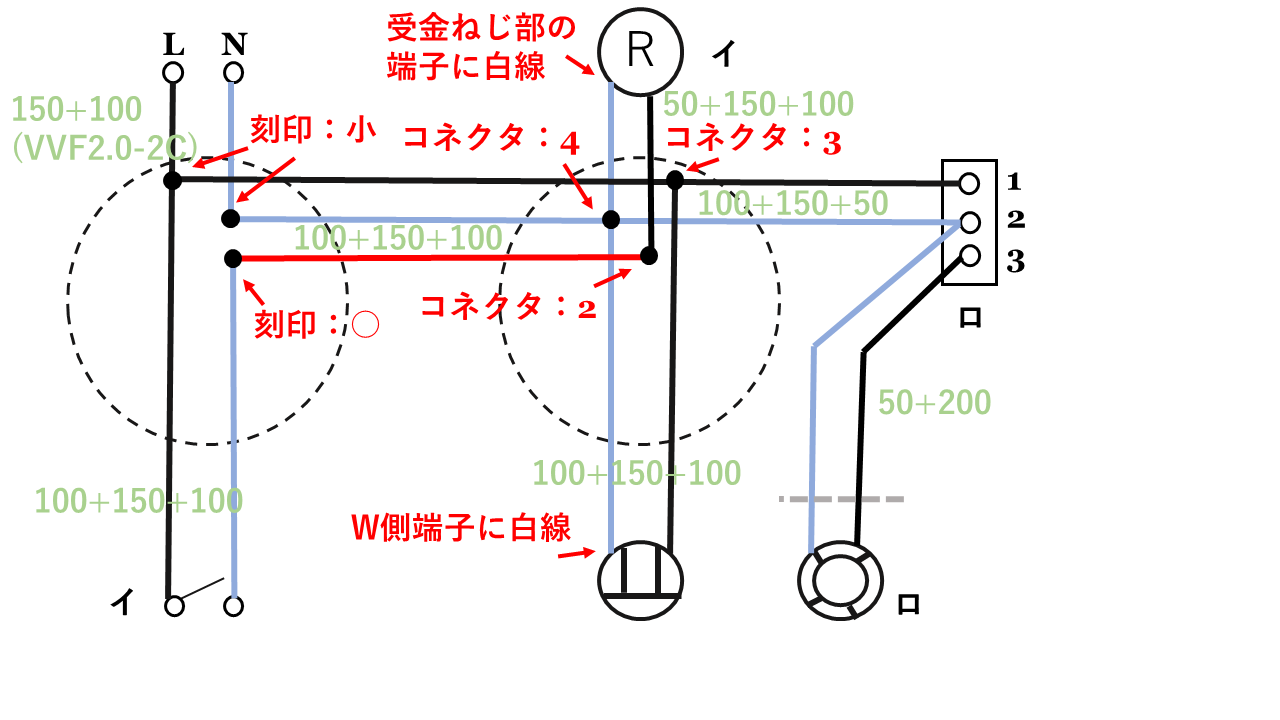 受金ねじ部の
端子に白線
R
イ
L
N
150+100
(VVF2.0-2C)
刻印：小
コネクタ：4
50+150+100
コネクタ：3
1
100+150+50
2
100+150+100
3
コネクタ：2
刻印：○
ロ
50+200
100+150+100
100+150+100
W側端子に白線
イ
ロ